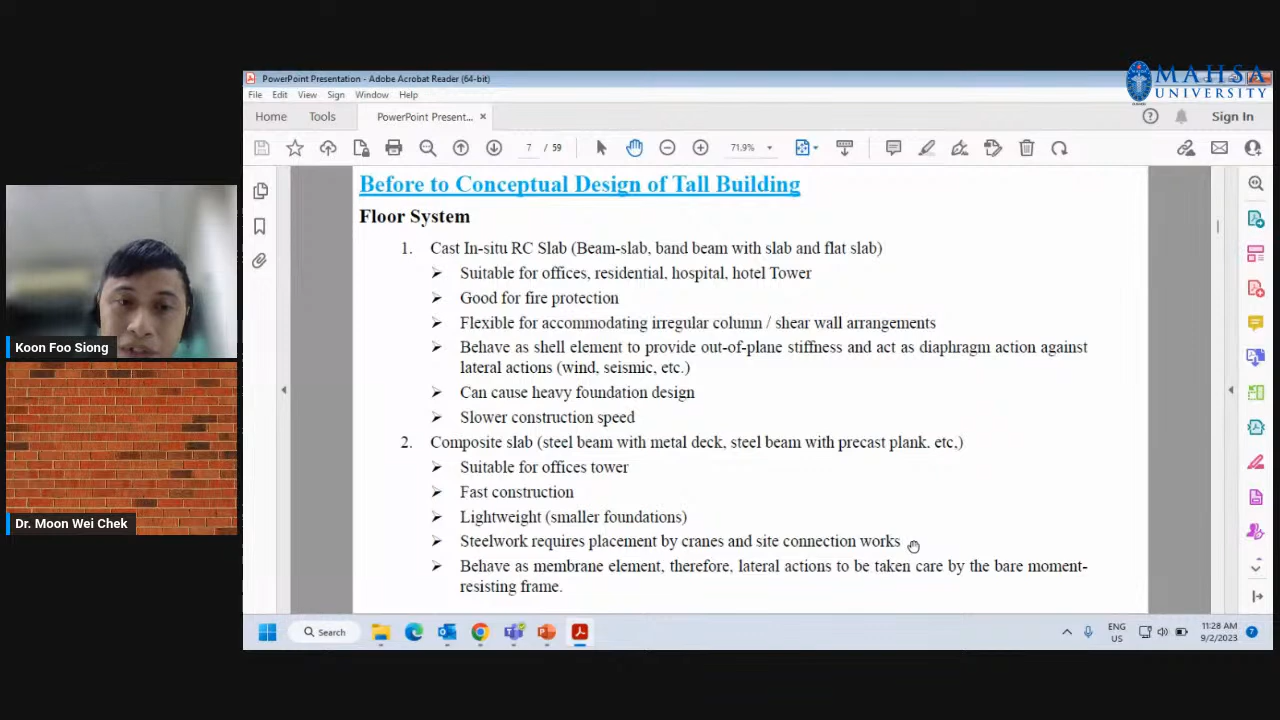 PowerPoint Presentation - Adobe Acrobat Reader (64-bit)
MAHSA
UNIVERSITY
File Edit View Sign Window Help
Home Tools PowerPoint Present... × Sign In
7 / 59 71.9%
Before to Conceptual Design of Tall Building
Floor System
1. Cast In-situ RC Slab (Beam-slab, band beam with slab and flat slab)
➤ Suitable for offices, residential, hospital, hotel Tower
➤ Good for fire protection
➤ Flexible for accommodating irregular column / shear wall arrangements
➤ Behave as shell element to provide out-of-plane stiffness and act as diaphragm action against
lateral actions (wind, seismic, etc.)
➤ Can cause heavy foundation design
➤ Slower construction speed
2. Composite slab (steel beam with metal deck, steel beam with precast plank. etc,)
➤ Suitable for offices tower
➤ Fast construction
➤ Lightweight (smaller foundations)
➤ Steelwork requires placement by cranes and site connection works
➤ Behave as membrane element, therefore, lateral actions to be taken care by the bare moment-
resisting frame.
Koon Foo Siong
Dr. Moon Wei Chek
Search
ENG
US
11:28 AM
9/2/2023
7